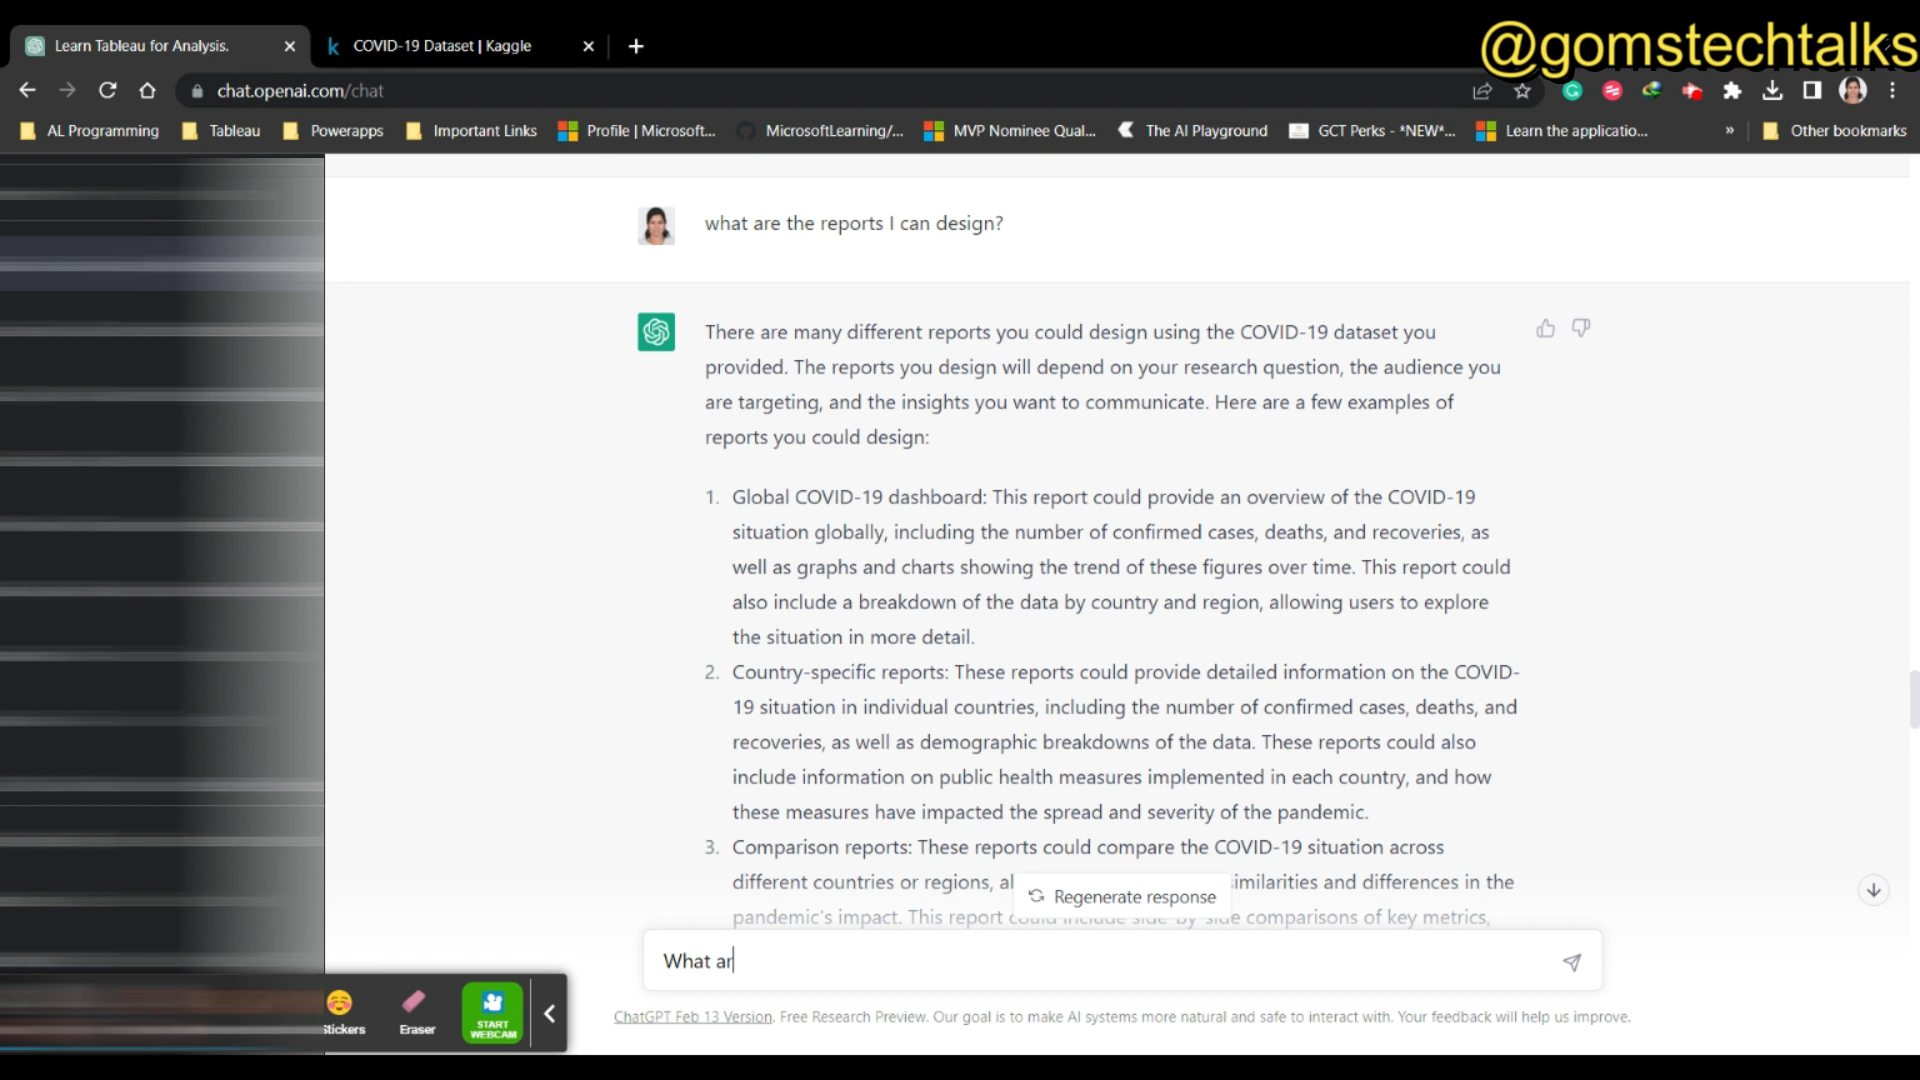 @gomstechtalks
Learn Tableau for Analysis.
COVID-19 Dataset | Kaggle
chat.openai.com/chat
AL Programming
Tableau
Powerapps
Important Links
Profile | Microsoft...
MicrosoftLearning/...
MVP Nominee Qual...
The AI Playground
GCT Perks - *NEW*...
Learn the applicatio...
»
Other bookmarks
what are the reports I can design?
There are many different reports you could design using the COVID-19 dataset you
provided. The reports you design will depend on your research question, the audience you
are targeting, and the insights you want to communicate. Here are a few examples of
reports you could design:
1. Global COVID-19 dashboard: This report could provide an overview of the COVID-19
situation globally, including the number of confirmed cases, deaths, and recoveries, as
well as graphs and charts showing the trend of these figures over time. This report could
also include a breakdown of the data by country and region, allowing users to explore
the situation in more detail.
2. Country-specific reports: These reports could provide detailed information on the COVID-
19 situation in individual countries, including the number of confirmed cases, deaths, and
recoveries, as well as demographic breakdowns of the data. These reports could also
include information on public health measures implemented in each country, and how
these measures have impacted the spread and severity of the pandemic.
3. Comparison reports: These reports could compare the COVID-19 situation across
different countries or regions, al
imilarities and differences in the
Regenerate response
pandemic's impact. This report could include side-by-side comparisons of key metrics,
What ar
Stickers
Eraser
START
WEBCAM
ChatGPT Feb 13 Version. Free Research Preview. Our goal is to make AI systems more natural and safe to interact with. Your feedback will help us improve.